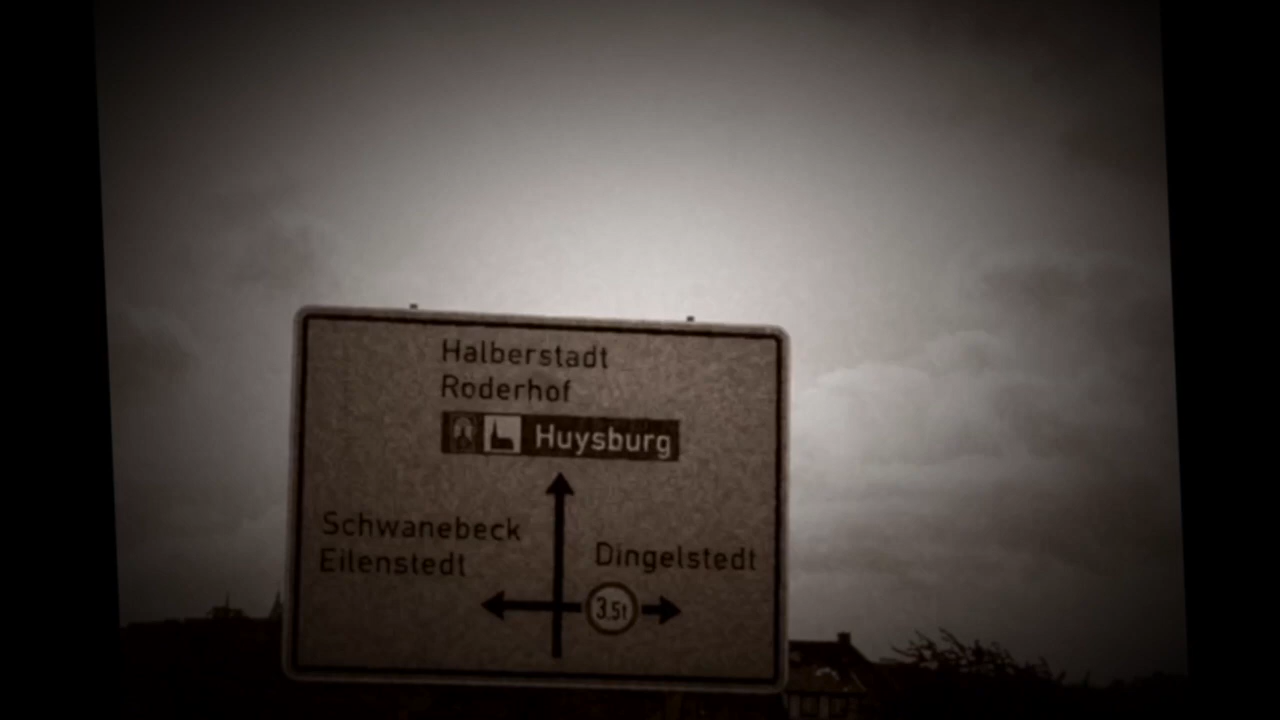 Halberstadt
Roderhof
Huysburg
Schwanebeck
Eilenstedt
Dingelstedt
3.5t